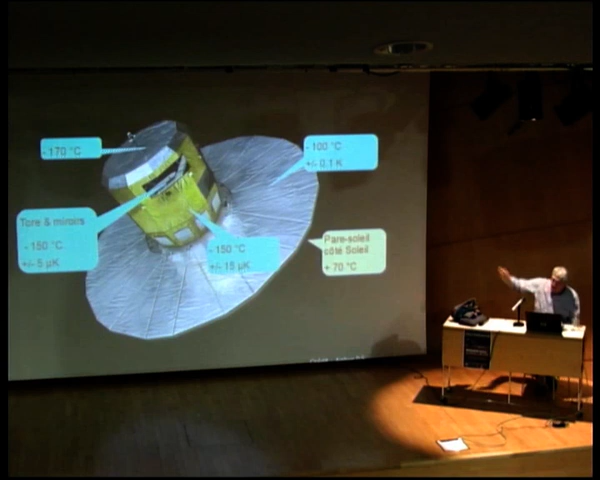 - 170 °C
- 100 °C
+/- 0.1 K
Tore & miroirs
- 150 °C
+/- 5 µK
- 150 °C
+/- 15 µK
Pare-soleil
côté Soleil
+ 70 °C